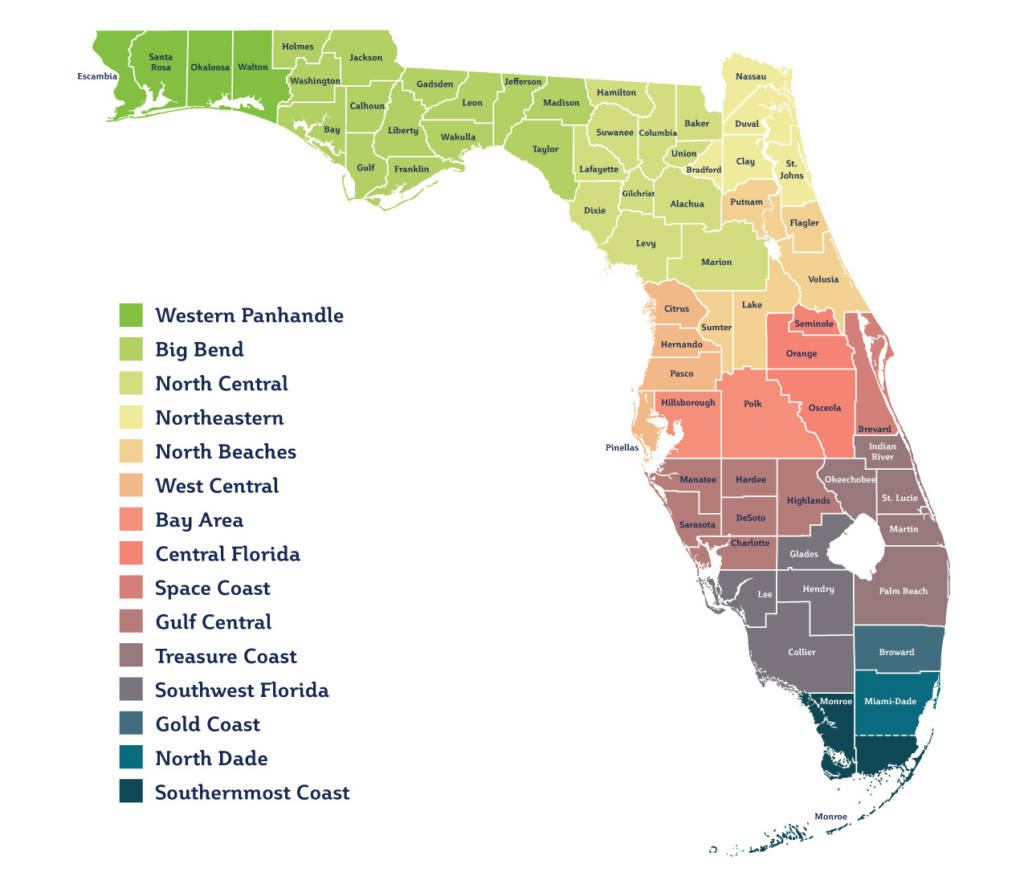 Escambia
Santa
Rosa
Okaloosa
Walton
Holmes
Jackson
Washington
Bay
Calhoun
Gulf
Gadsden
Liberty
Franklin
Leon
Wakulla
Jefferson
Madison
Taylor
Hamilton
Suwanee
Columbia
Lafayette
Dixie
Gilchrist
Baker
Union
Bradford
Alachua
Levy
Marion
Nassau
Duval
Clay
St.
Johns
Putnam
Flagler
Volusia
Lake
Sumter
Citrus
Hernando
Pasco
Pinellas
Hillsborough
Polk
Seminole
Orange
Osceola
Brevard
Indian
River
Okeechobee
St. Lucie
Martin
Manatee
Hardee
Highlands
Sarasota
DeSoto
Charlotte
Glades
Lee
Hendry
Palm Beach
Collier
Broward
Monroe
Miami-Dade
Monroe
Western Panhandle
Big Bend
North Central
Northeastern
North Beaches
West Central
Bay Area
Central Florida
Space Coast
Gulf Central
Treasure Coast
Southwest Florida
Gold Coast
North Dade
Southernmost Coast